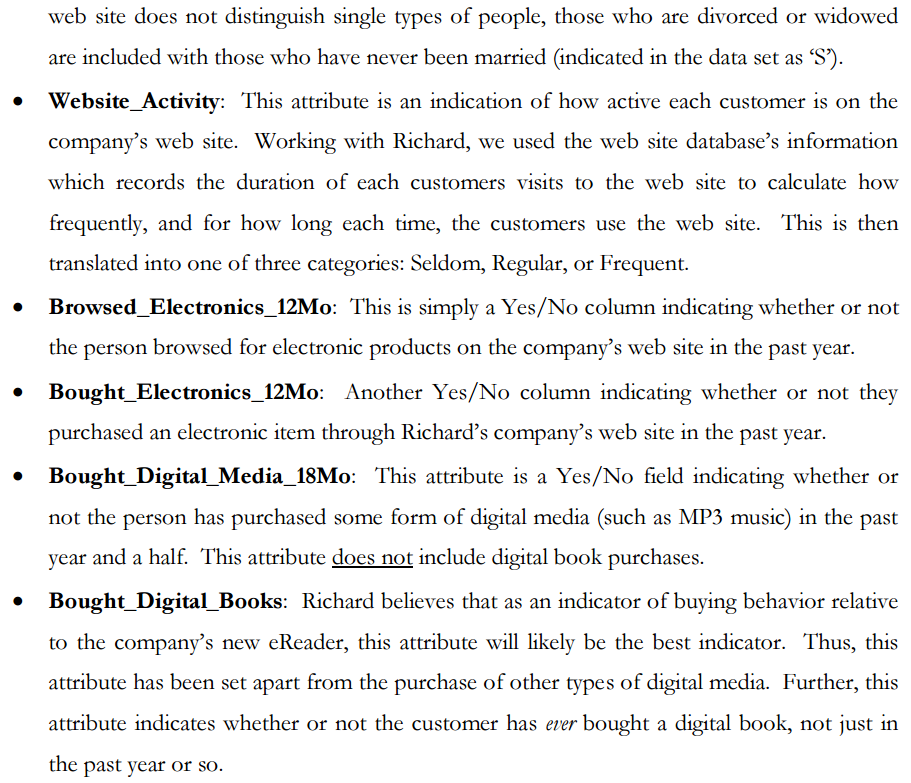 web site does not distinguish single types of people, those who are divorced or widowed
are included with those who have never been married (indicated in the data set as ‘S’).
• Website_Activity: This attribute is an indication of how active each customer is on the
company’s web site. Working with Richard, we used the web site database’s information
which records the duration of each customers visits to the web site to calculate how
frequently, and for how long each time, the customers use the web site. This is then
translated into one of three categories: Seldom, Regular, or Frequent.
• Browsed_Electronics_12Mo: This is simply a Yes/No column indicating whether or not
the person browsed for electronic products on the company’s web site in the past year.
• Bought_Electronics_12Mo: Another Yes/No column indicating whether or not they
purchased an electronic item through Richard’s company’s web site in the past year.
• Bought_Digital_Media_18Mo: This attribute is a Yes/No field indicating whether or
not the person has purchased some form of digital media (such as MP3 music) in the past
year and a half. This attribute does not include digital book purchases.
• Bought_Digital_Books: Richard believes that as an indicator of buying behavior relative
to the company’s new eReader, this attribute will likely be the best indicator. Thus, this
attribute has been set apart from the purchase of other types of digital media. Further, this
attribute indicates whether or not the customer has ever bought a digital book, not just in
the past year or so.